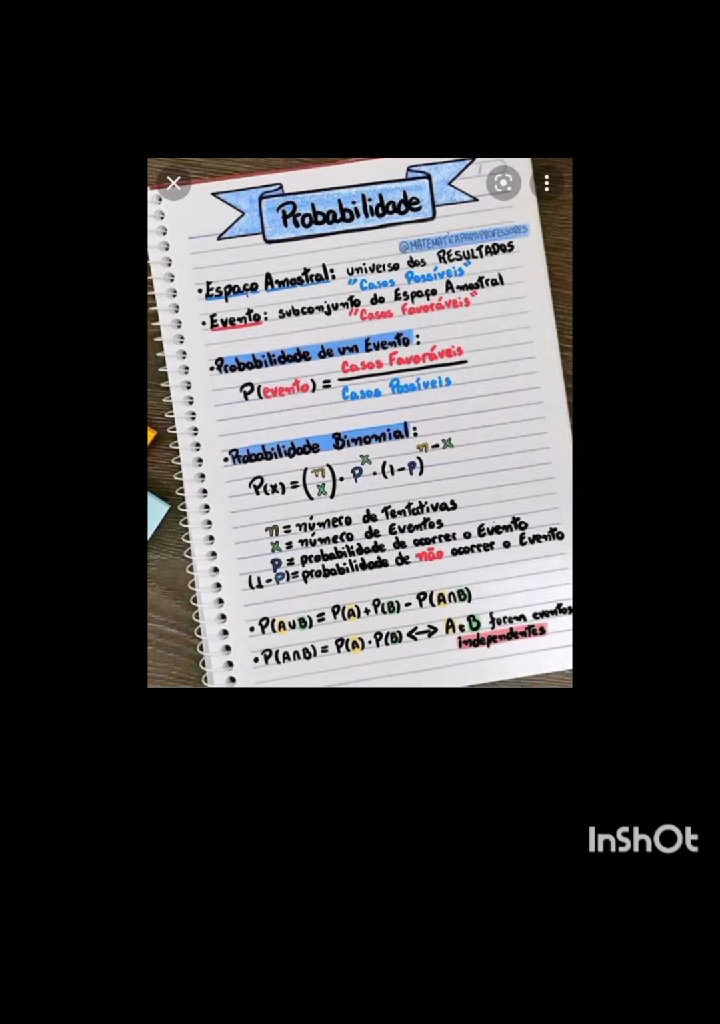 Probabilidade
@MATEMATICAPARAPROFESSORES
• Espaço Amostral: universo dos RESULTADOS
"Casos Possíveis"
• Evento: subconjunto do Espaço Amostral
"Casos Favoráveis"
• Probabilidade de um Evento:
P(evento) = Casos Favoráveis
Casos Possíveis
• Probabilidade Binomial:
P(x) = (n x) · p^x · (1-p)^n-x
n = número de Tentativas
x = número de Eventos
p = probabilidade de ocorrer o Evento
(1-p) = probabilidade de não ocorrer o Evento
• P(A∪B) = P(A) + P(B) - P(A∩B)
• P(A∩B) = P(A) · P(B) <-> A e B forem eventos
independentes
InShOt